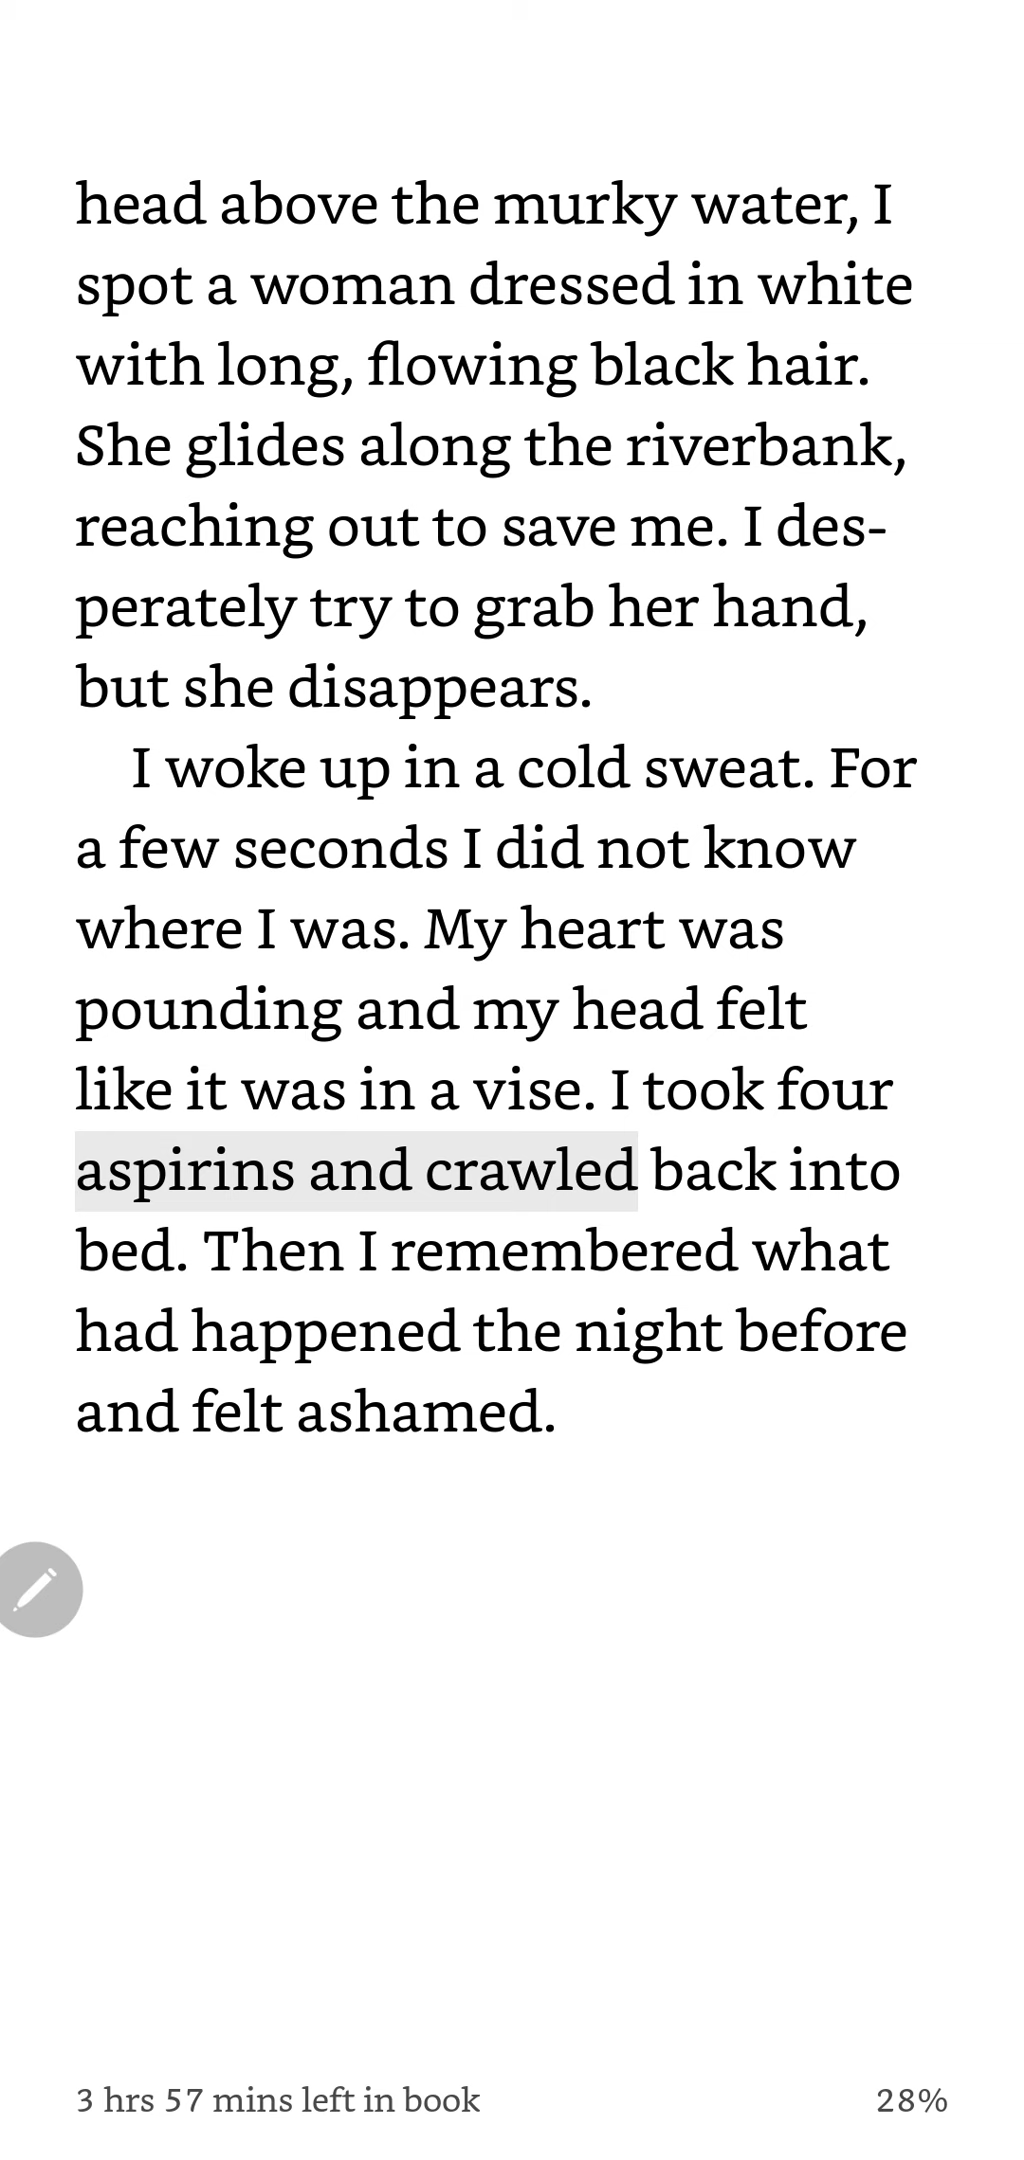 head above the murky water, I
spot a woman dressed in white
with long, flowing black hair.
She glides along the riverbank,
reaching out to save me. I des-
perately try to grab her hand,
but she disappears.
I woke up in a cold sweat. For
a few seconds I did not know
where I was. My heart was
pounding and my head felt
like it was in a vise. I took four
aspirins and crawled back into
bed. Then I remembered what
had happened the night before
and felt ashamed.
3 hrs 57 mins left in book
28%